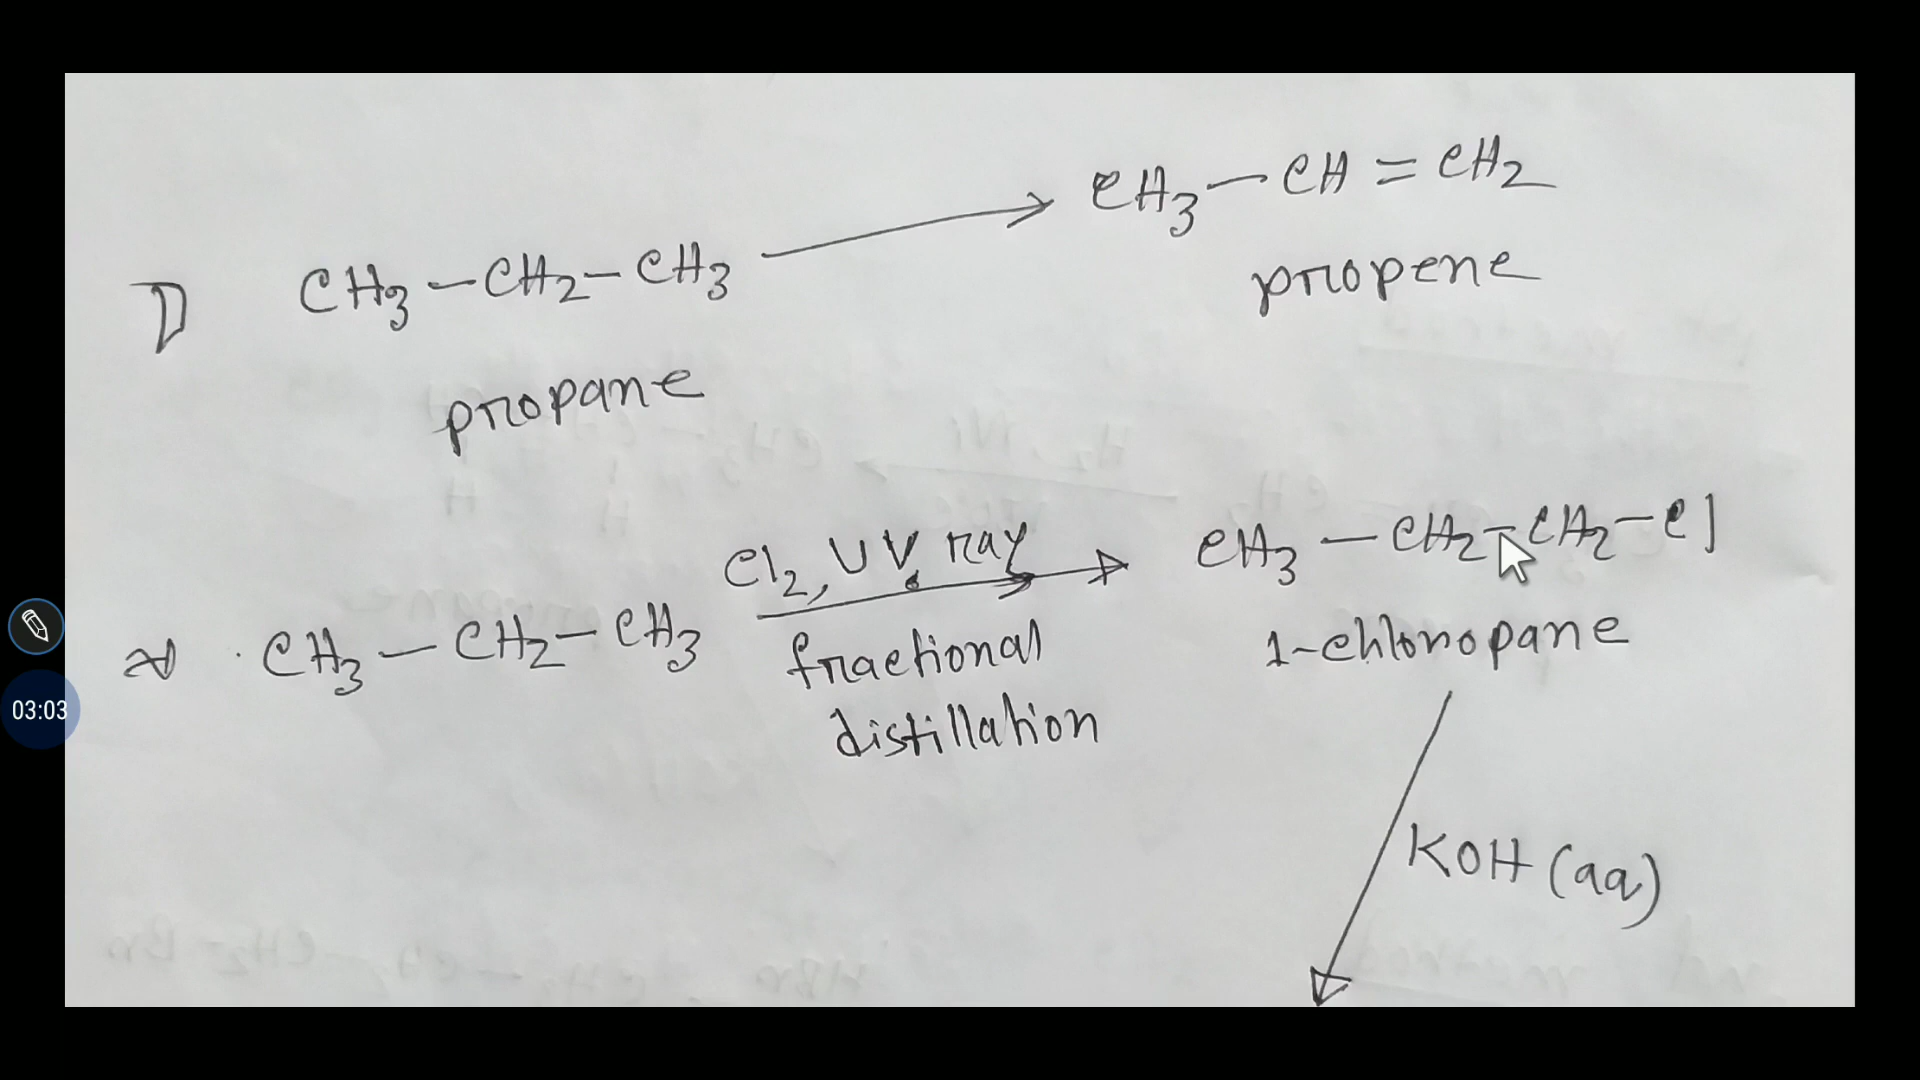 CH3 - CH = CH2
1) CH3 - CH2 - CH3
propene
propane
Cl2, UV ray
CH3 - CH2 - CH2 - Cl
CH3 - CH2 - CH3
fractional
1-chloropane
distillation
03:03
KOH (aq)